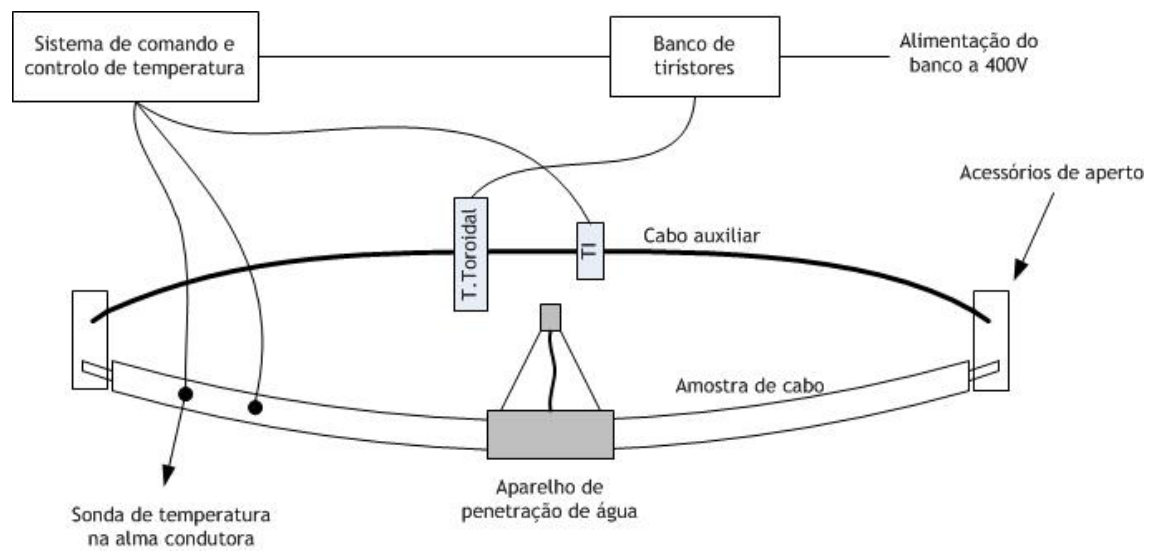 Sistema de comando e
controlo de temperatura
Banco de
tirístores
Alimentação do
banco a 400V
Acessórios de aperto
T.Toroidal
TI
Cabo auxiliar
Amostra de cabo
Aparelho de
penetração de água
Sonda de temperatura
na alma condutora